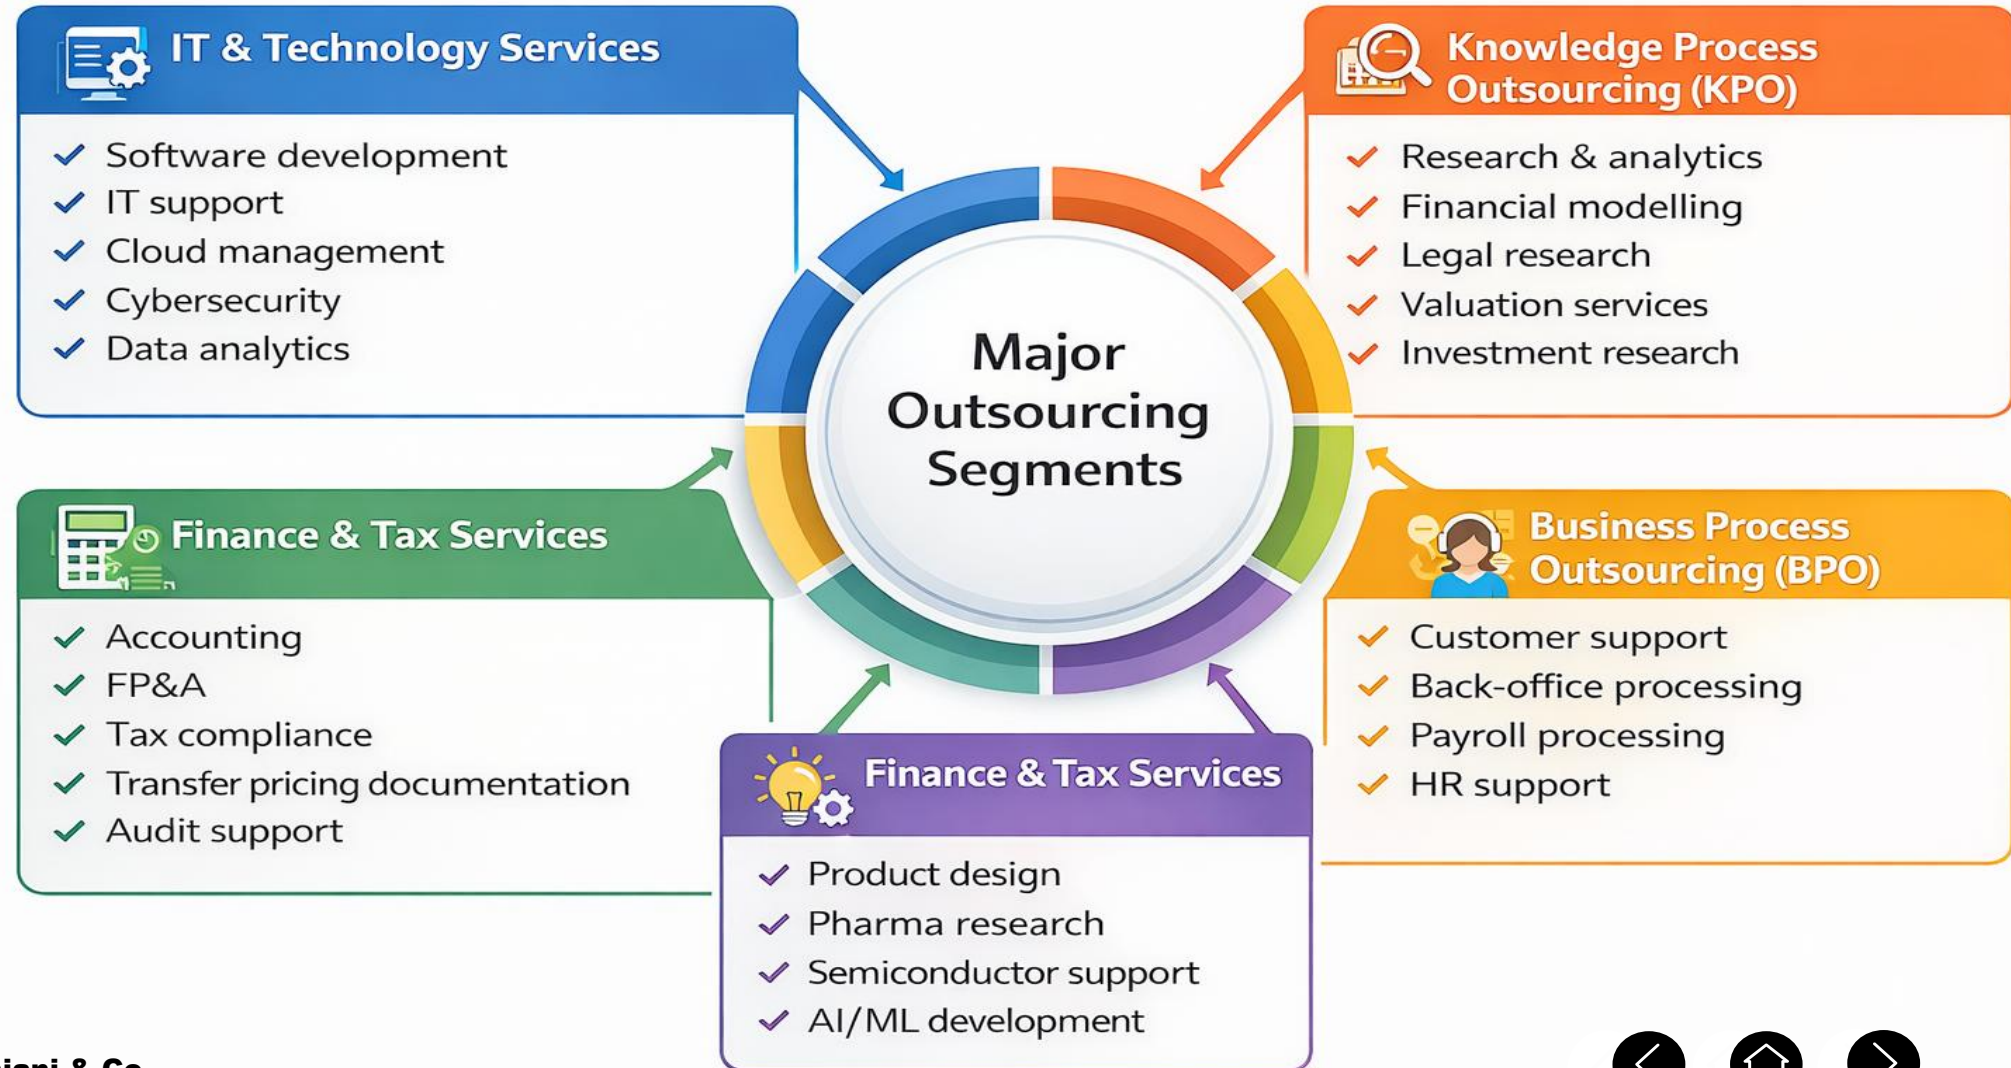 IT & Technology Services
Software development
IT support
Cloud management
Cybersecurity
Data analytics
Knowledge Process
Outsourcing (KPO)
Research & analytics
Financial modelling
Legal research
Valuation services
Investment research
Major
Outsourcing
Segments
Finance & Tax Services
Accounting
FP&A
Tax compliance
Transfer pricing documentation
Audit support
Business Process
Outsourcing (BPO)
Customer support
Back-office processing
Payroll processing
HR support
Finance & Tax Services
Product design
Pharma research
Semiconductor support
AI/ML development
& Co